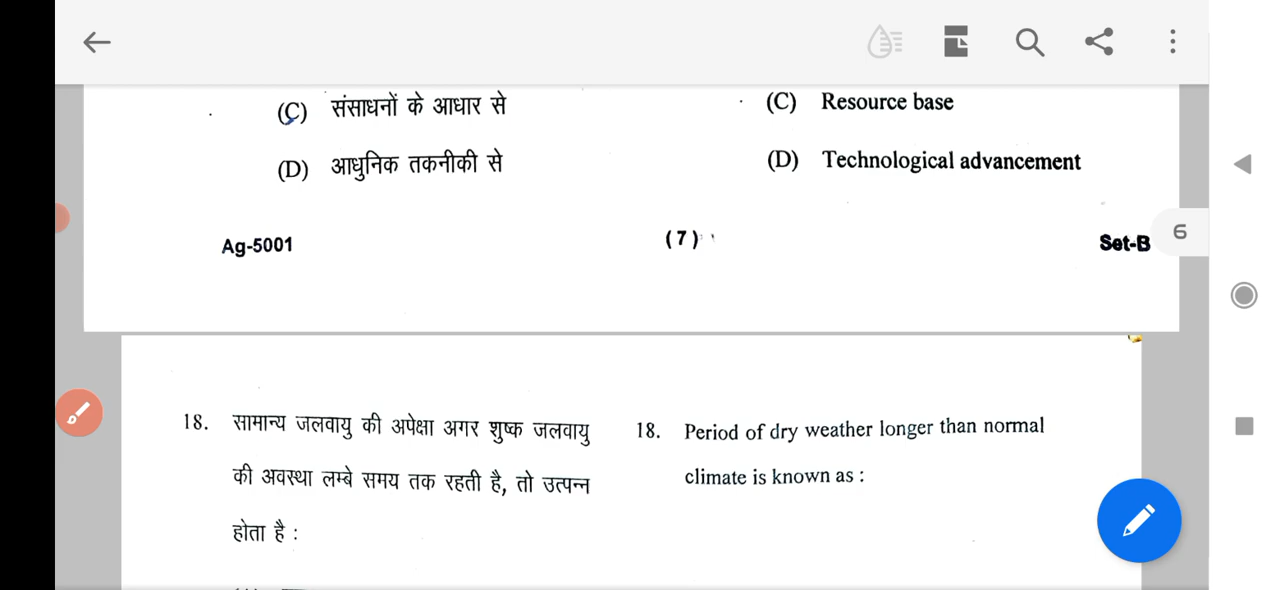 (C) संसाधनों के आधार से
(D) आधुनिक तकनीकी से
(C) Resource base
(D) Technological advancement
Ag-5001 (7) Set-B
6
18. सामान्य जलवायु की अपेक्षा अगर शुष्क जलवायु
की अवस्था लम्बे समय तक रहती है, तो उत्पन्न
होता है :
18. Period of dry weather longer than normal
climate is known as :